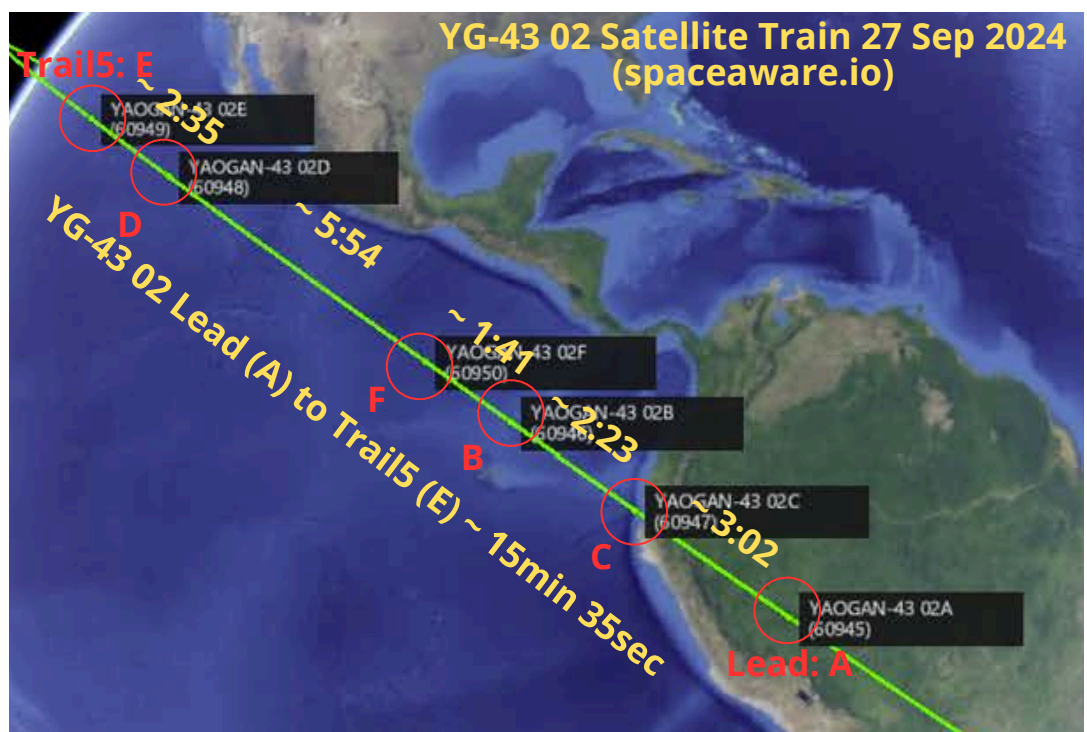 YG-43 02 Satellite Train 27 Sep 2024
(spaceaware.io)
Trail5: E
~ 2:35
YAOGAN-43 02E
(60949)
YAOGAN-43 02D
(60948)
D
~ 5:54
YG-43 02 Lead (A) to Trail5 (E) ~ 15min 35sec
~ 1:41
YAOGAN-43 02F
(60950)
F
~ 2:23
YAOGAN-43 02B
(60946)
B
YAOGAN-43 02C
(60947)
~ 3:02
C
YAOGAN-43 02A
(60945)
Lead: A